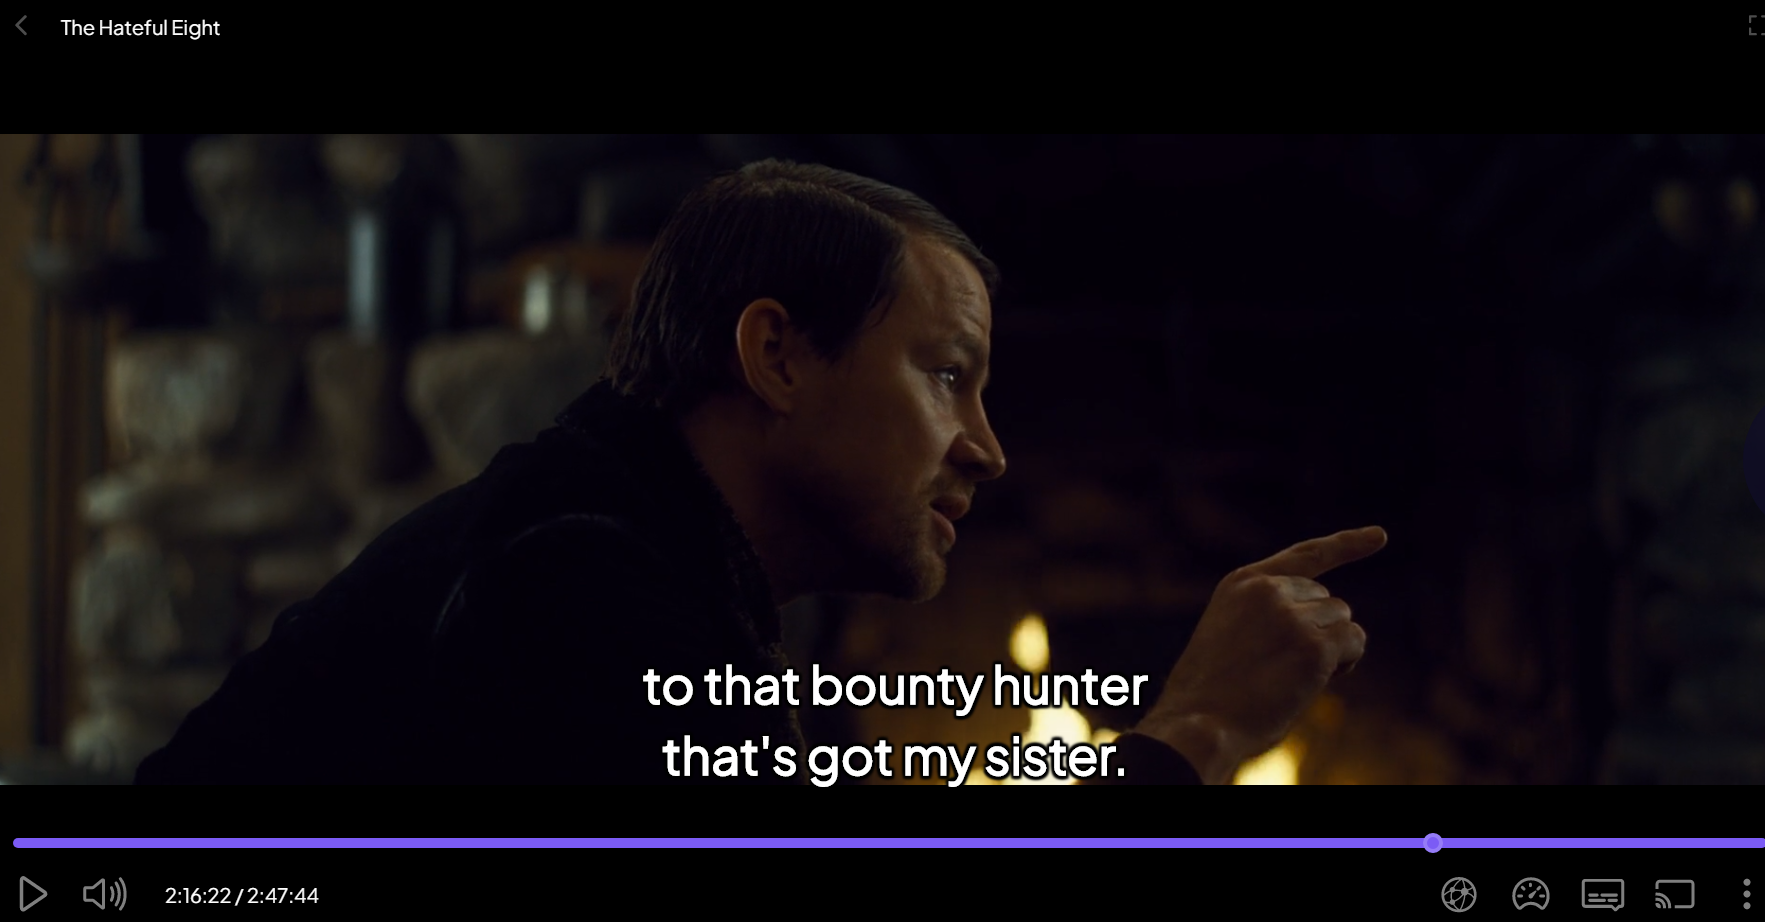 The Hateful Eight
to that bounty hunter
that's got my sister.
2:16:22 / 2:47:44